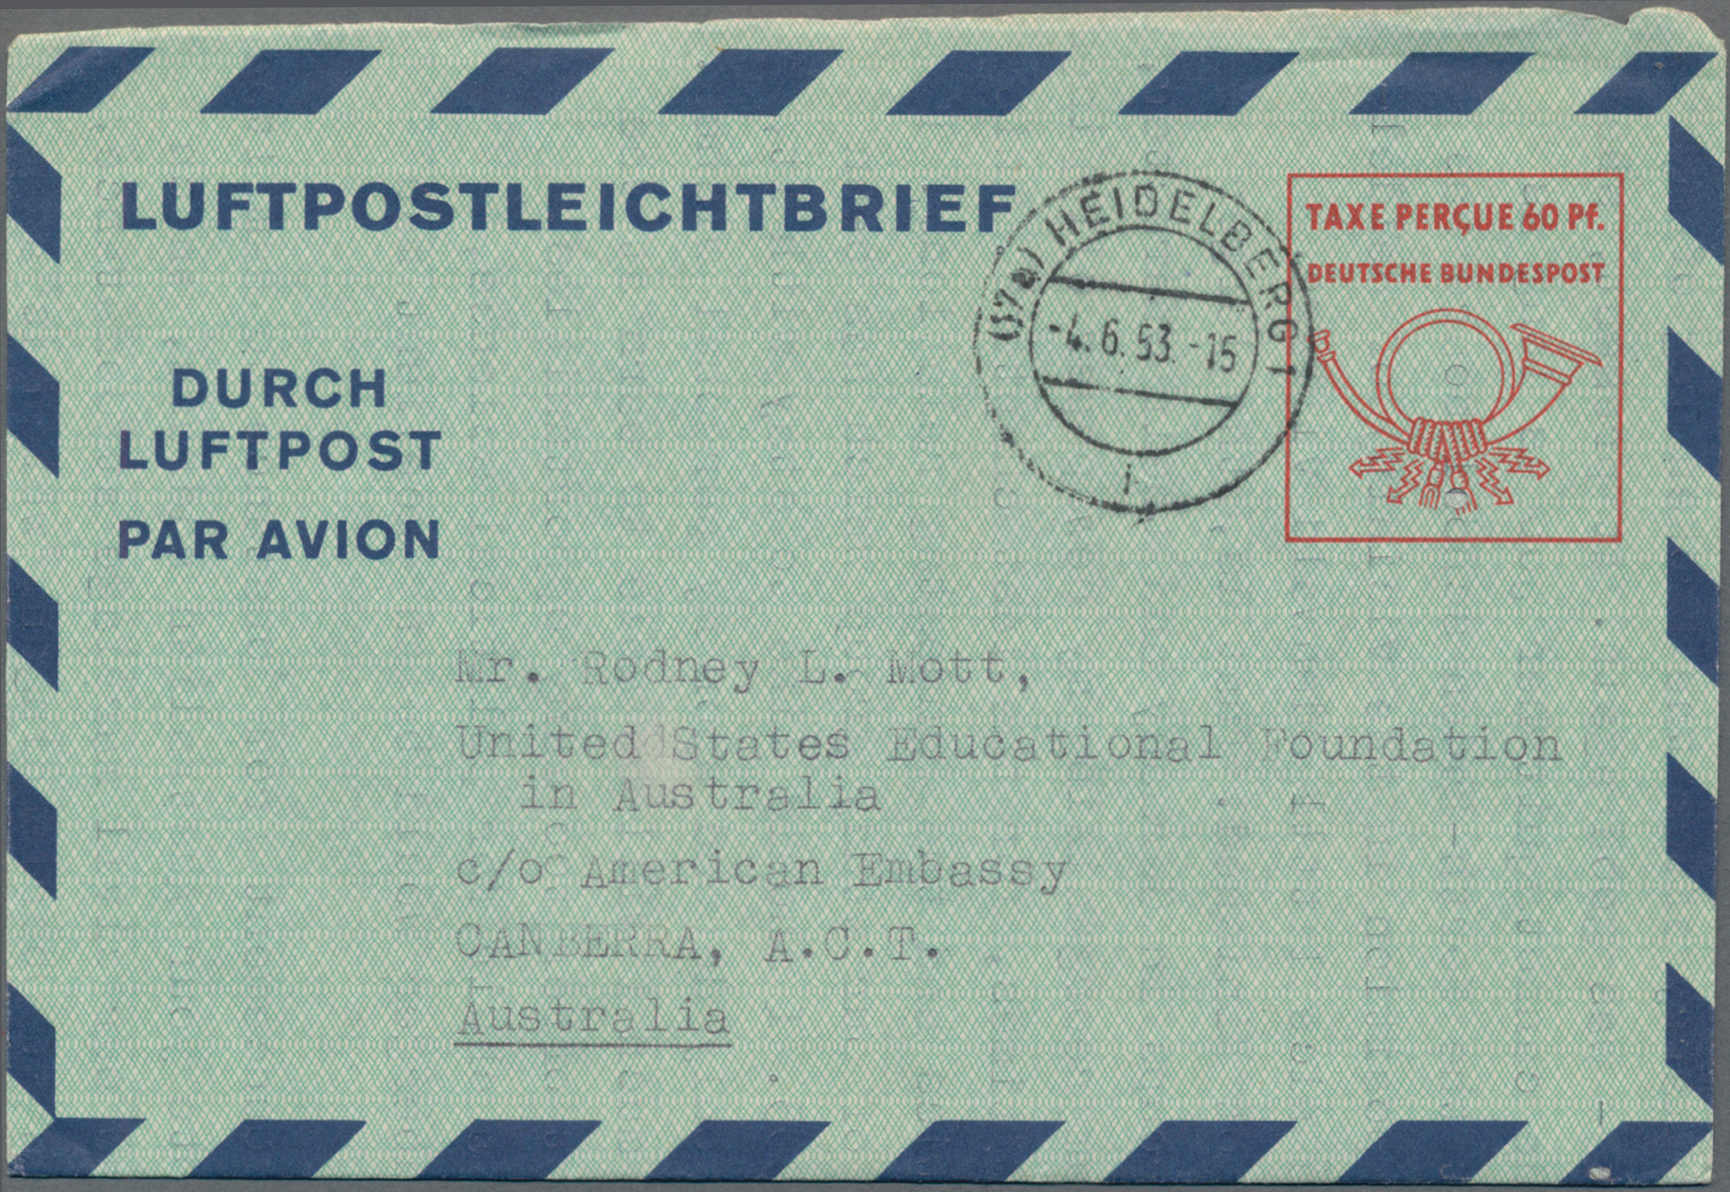 LUFTPOSTLEICHTBRIEF
(17a) HEIDELBERG 1
-4.6.53.-15
i
TAXE PERÇUE 60 Pf.
DEUTSCHE BUNDESPOST
DURCH
LUFTPOST
PAR AVION
Mr. Rodney L. Mott,
United States Educational Foundation
in Australia
c/o American Embassy
CANBERRA, A.C.T.
Australia